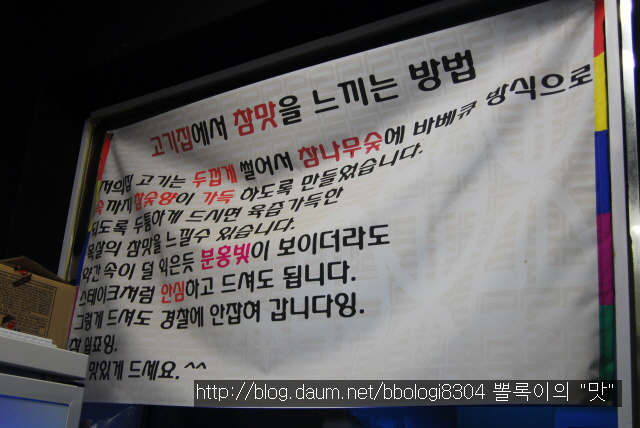 고기집에서 참맛을 느끼는 방법
저의집 고기는 두껍게 썰어서 참나무숯에 바베큐 방식으로
속까지 참숯향이 가득 하도록 만들었습니다.
되도록 두툼하게 드시면 육즙가득한
목살의 참맛을 느낄수 있습니다.
약간 속이 덜 익은듯 분홍빛이 보이더라도
스테이크처럼 안심하고 드셔도 됩니다.
그렇게 드셔도 경찰에 안잡혀 갑니다잉.
맛있게 드세요.^^
http://blog.daum.net/bbologi8304 뽈록이의 "맛"